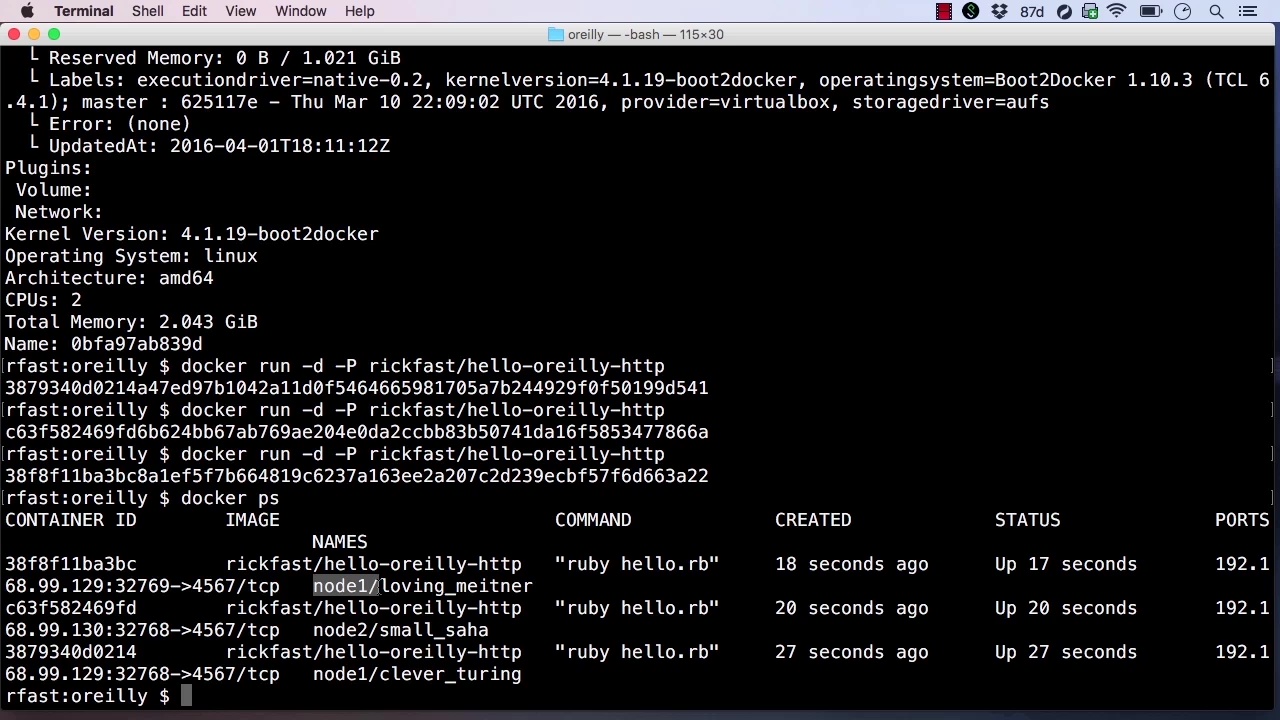 Terminal Shell Edit View Window Help 87d
oreilly — -bash — 115×30
└ Reserved Memory: 0 B / 1.021 GiB
└ Labels: executiondriver=native-0.2, kernelversion=4.1.19-boot2docker, operatingsystem=Boot2Docker 1.10.3 (TCL 6
.4.1); master : 625117e - Thu Mar 10 22:09:02 UTC 2016, provider=virtualbox, storagedriver=aufs
└ Error: (none)
└ UpdatedAt: 2016-04-01T18:11:12Z
Plugins:
Volume:
Network:
Kernel Version: 4.1.19-boot2docker
Operating System: linux
Architecture: amd64
CPUs: 2
Total Memory: 2.043 GiB
Name: 0bfa97ab839d
[rfast:oreilly $ docker run -d -P rickfast/hello-oreilly-http ]
3879340d0214a47ed97b1042a11d0f5464665981705a7b244929f0f50199d541
[rfast:oreilly $ docker run -d -P rickfast/hello-oreilly-http ]
c63f582469fd6b624bb67ab769ae204e0da2ccbb83b50741da16f5853477866a
[rfast:oreilly $ docker run -d -P rickfast/hello-oreilly-http ]
38f8f11ba3bc8a1ef5f7b664819c6237a163ee2a207c2d239ecbf57f6d663a22
[rfast:oreilly $ docker ps ]
CONTAINER ID IMAGE COMMAND CREATED STATUS PORTS
NAMES
38f8f11ba3bc rickfast/hello-oreilly-http "ruby hello.rb" 18 seconds ago Up 17 seconds 192.1
68.99.129:32769->4567/tcp node1/loving_meitner
c63f582469fd rickfast/hello-oreilly-http "ruby hello.rb" 20 seconds ago Up 20 seconds 192.1
68.99.130:32768->4567/tcp node2/small_saha
3879340d0214 rickfast/hello-oreilly-http "ruby hello.rb" 27 seconds ago Up 27 seconds 192.1
68.99.129:32768->4567/tcp node1/clever_turing
rfast:oreilly $